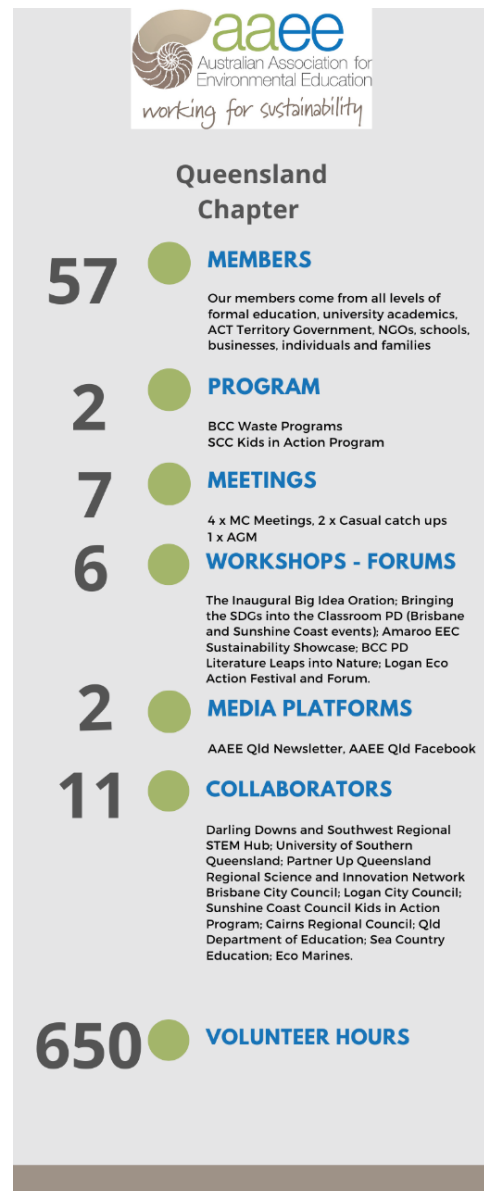 aaee
Australian Association for
Environmental Education
working for sustainability
Queensland
Chapter
57
MEMBERS
Our members come from all levels of
formal education, university academics,
ACT Territory Government, NGOs, schools,
businesses, individuals and families
2
PROGRAM
BCC Waste Programs
SCC Kids in Action Program
7
MEETINGS
4 x MC Meetings, 2 x Casual catch ups
1 x AGM
6
WORKSHOPS - FORUMS
The Inaugural Big Idea Oration; Bringing
the SDGs into the Classroom PD (Brisbane
and Sunshine Coast events); Amaroo EEC
Sustainability Showcase; BCC PD
Literature Leaps into Nature; Logan Eco
Action Festival and Forum.
2
MEDIA PLATFORMS
AAEE Qld Newsletter, AAEE Qld Facebook
11
COLLABORATORS
Darling Downs and Southwest Regional
STEM Hub; University of Southern
Queensland; Partner Up Queensland
Regional Science and Innovation Network
Brisbane City Council; Logan City Council;
Sunshine Coast Council Kids in Action
Program; Cairns Regional Council; Qld
Department of Education; Sea Country
Education; Eco Marines.
650
VOLUNTEER HOURS